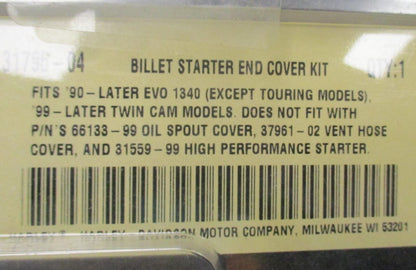 31798-04 BILLET STARTER END COVER KIT QTY:1
FITS '90-LATER EVO 1340 (EXCEPT TOURING MODELS),
'99-LATER TWIN CAM MODELS. DOES NOT FIT WITH
P/N'S 66133-99 OIL SPOUT COVER, 37961-02 VENT HOSE
COVER, AND 31559-99 HIGH PERFORMANCE STARTER.
HARLEY-DAVIDSON MOTOR COMPANY, MILWAUKEE WI 53201